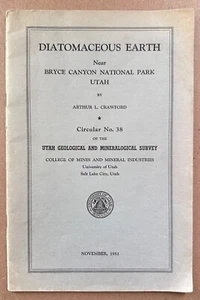 DIATOMACEOUS EARTH
Near
BRYCE CANYON NATIONAL PARK
UTAH
BY
ARTHUR L. CRAWFORD
Circular No. 38
OF THE
UTAH GEOLOGICAL AND MINERALOGICAL SURVEY
COLLEGE OF MINES AND MINERAL INDUSTRIES
University of Utah
Salt Lake City, Utah
NOVEMBER, 1951